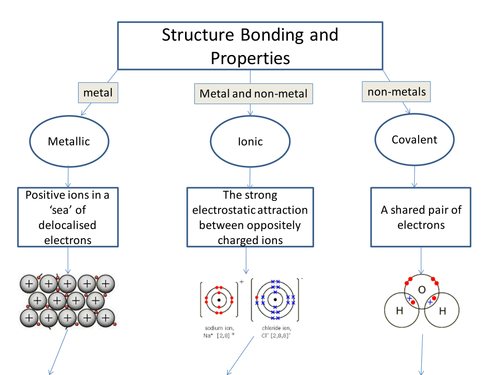 Structure Bonding and
Properties
metal
Metal and non-metal
non-metals
Metallic
Ionic
Covalent
Positive ions in a
‘sea’ of
delocalised
electrons
The strong
electrostatic attraction
between oppositely
charged ions
A shared pair of
electrons
+ + + + +
+ + + +
+ + + + +
+
-
sodium ion,
Na⁺ [2,8]⁺
chloride ion,
Cl⁻ [2,8,8]⁻
O
H H